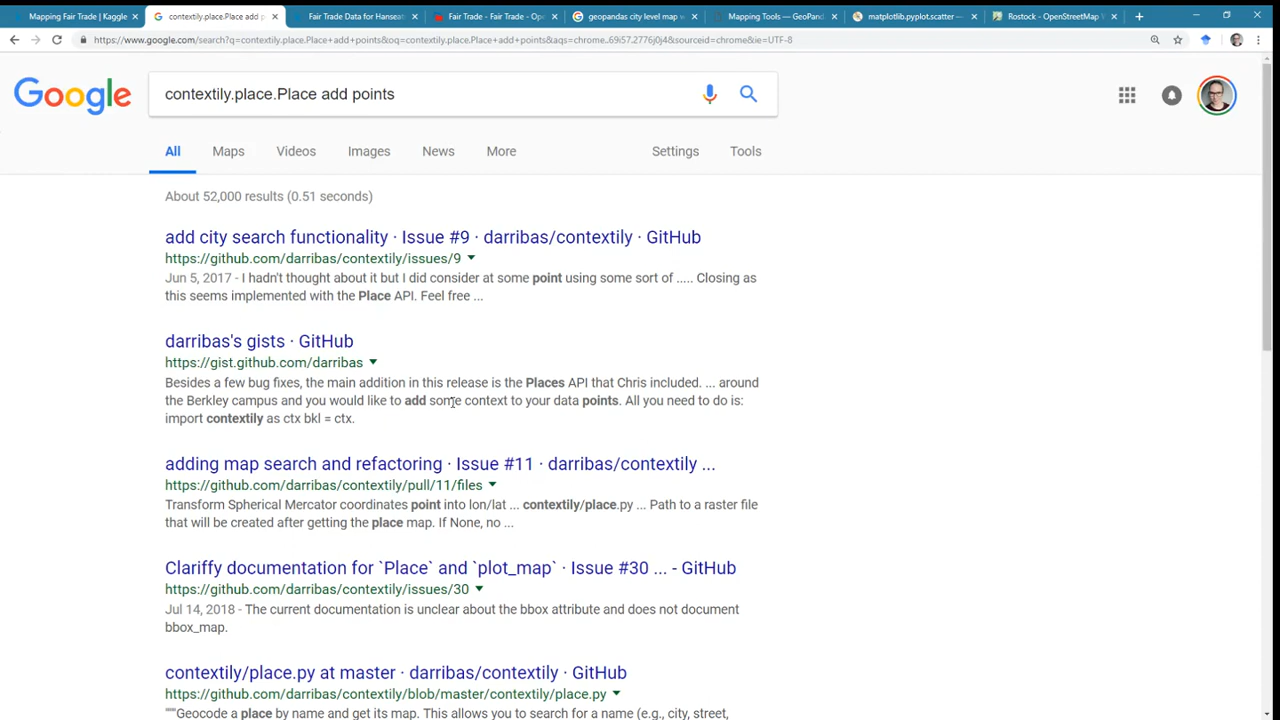 Mapping Fair Trade | Kaggle
contextily.place.Place add p
Fair Trade Data for Hanseat
Fair Trade - Fair Trade - Op
geopandas city level map w
Mapping Tools — GeoPand
matplotlib.pyplot.scatter —
Rostock - OpenStreetMap W
https://www.google.com/search?q=contextily.place.Place+add+points&oq=contextily.place.Place+add+points&aqs=chrome..69i57.2776j0j4&sourceid=chrome&ie=UTF-8
Google
contextily.place.Place add points
All Maps Videos Images News More Settings Tools
About 52,000 results (0.51 seconds)
add city search functionality · Issue #9 · darribas/contextily · GitHub
https://github.com/darribas/contextily/issues/9
Jun 5, 2017 - I hadn't thought about it but I did consider at some point using some sort of ..... Closing as
this seems implemented with the Place API. Feel free ...
darribas's gists · GitHub
https://gist.github.com/darribas
Besides a few bug fixes, the main addition in this release is the Places API that Chris included. ... around
the Berkley campus and you would like to add some context to your data points. All you need to do is:
import contextily as ctx bkl = ctx.
adding map search and refactoring · Issue #11 · darribas/contextily ...
https://github.com/darribas/contextily/pull/11/files
Transform Spherical Mercator coordinates point into lon/lat ... contextily/place.py ... Path to a raster file
that will be created after getting the place map. If None, no ...
Clariffy documentation for `Place` and `plot_map` · Issue #30 ... - GitHub
https://github.com/darribas/contextily/issues/30
Jul 14, 2018 - The current documentation is unclear about the bbox attribute and does not document
bbox_map.
contextily/place.py at master · darribas/contextily · GitHub
https://github.com/darribas/contextily/blob/master/contextily/place.py
"""Geocode a place by name and get its map. This allows you to search for a name (e.g., city, street,